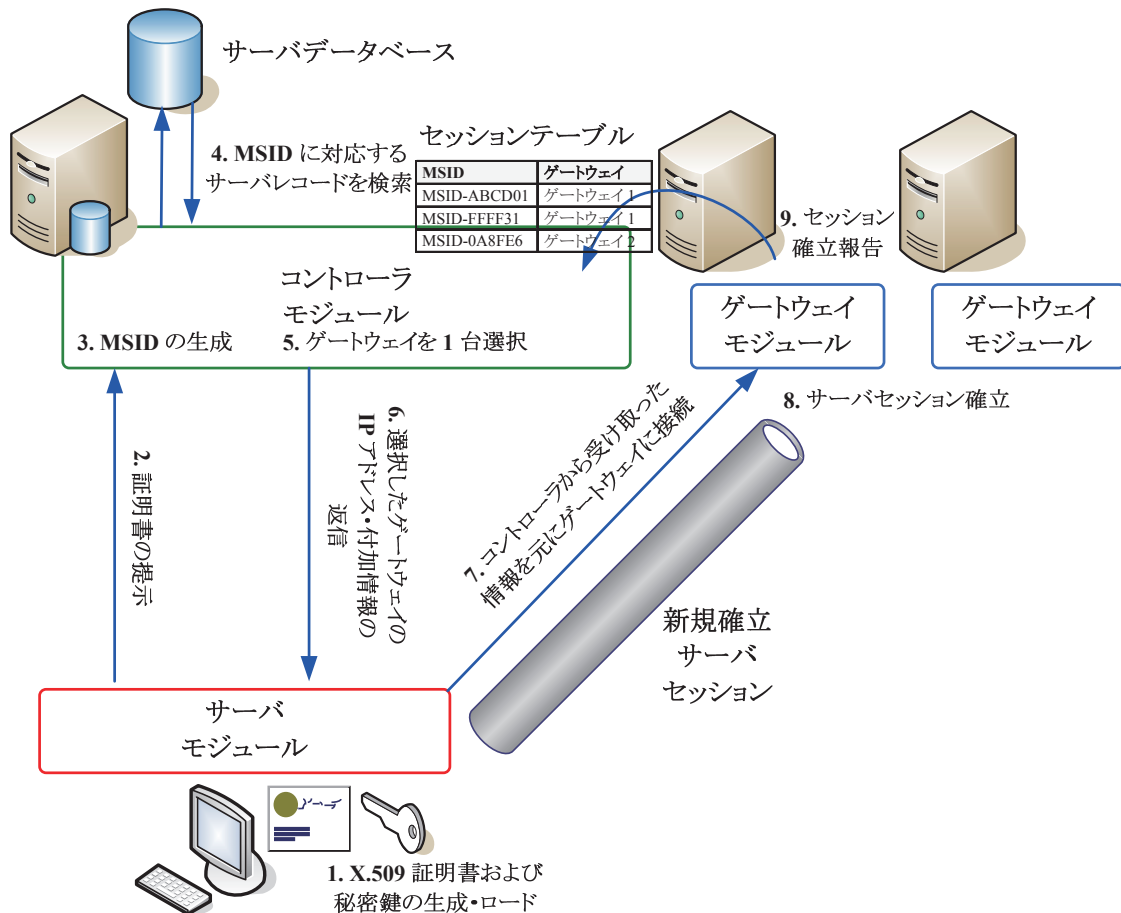 サーバデータベース
4. MSID に対応する
サーバレコードを検索
セッションテーブル
MSID ゲートウェイ
MSID-ABCD01 ゲートウェイ 1
MSID-FFFF31 ゲートウェイ 1
MSID-0A8FE6 ゲートウェイ 2
9. セッション
確立報告
コントローラ
モジュール
3. MSID の生成
5. ゲートウェイを 1 台選択
ゲートウェイ
モジュール
ゲートウェイ
モジュール
8. サーバセッション確立
2. 証明書の提示
6. 選択したゲートウェイの
IP アドレス・付加情報の
返信
7. コントローラから受け取った
情報を元にゲートウェイに接続
新規確立
サーバ
セッション
サーバ
モジュール
1. X.509 証明書および
秘密鍵の生成・ロード